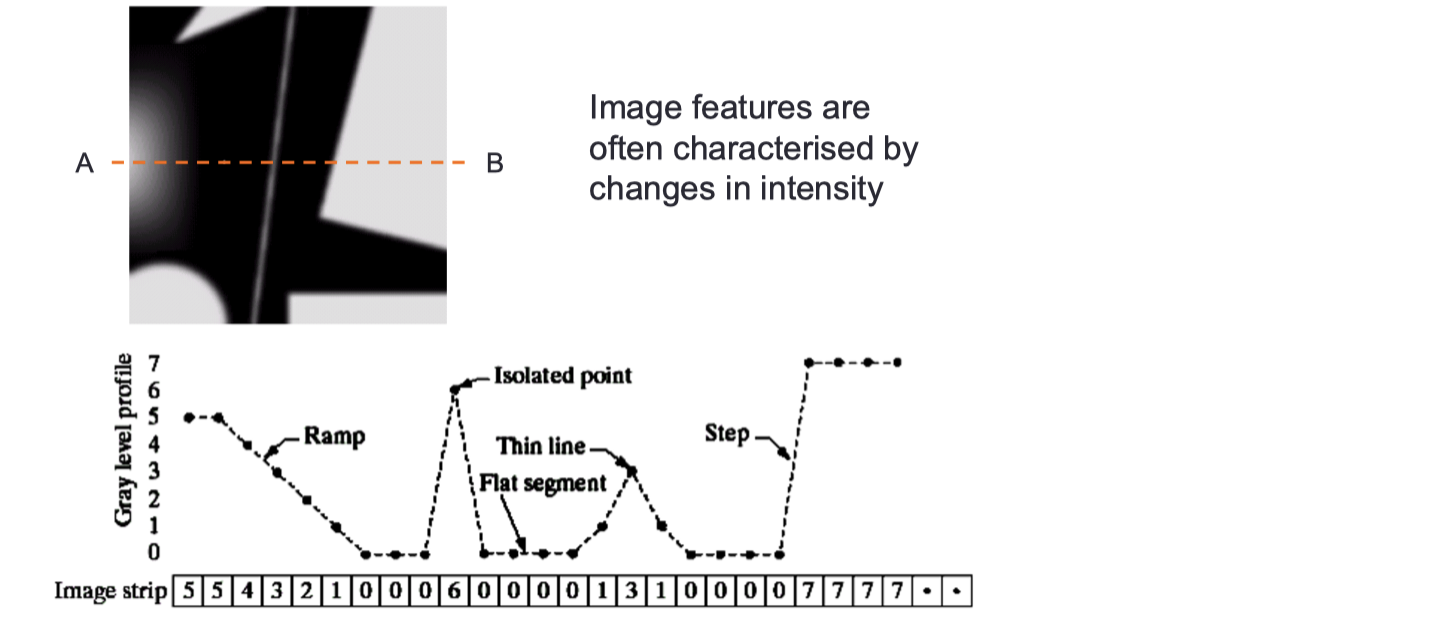 A
B
Image features are
often characterised by
changes in intensity
Gray level profile
7
6
5
4
3
2
1
0
Isolated point
Ramp
Thin line
Flat segment
Step
Image strip 5 5 4 3 2 1 0 0 0 6 0 0 0 0 1 3 1 0 0 0 0 7 7 7 7 • •